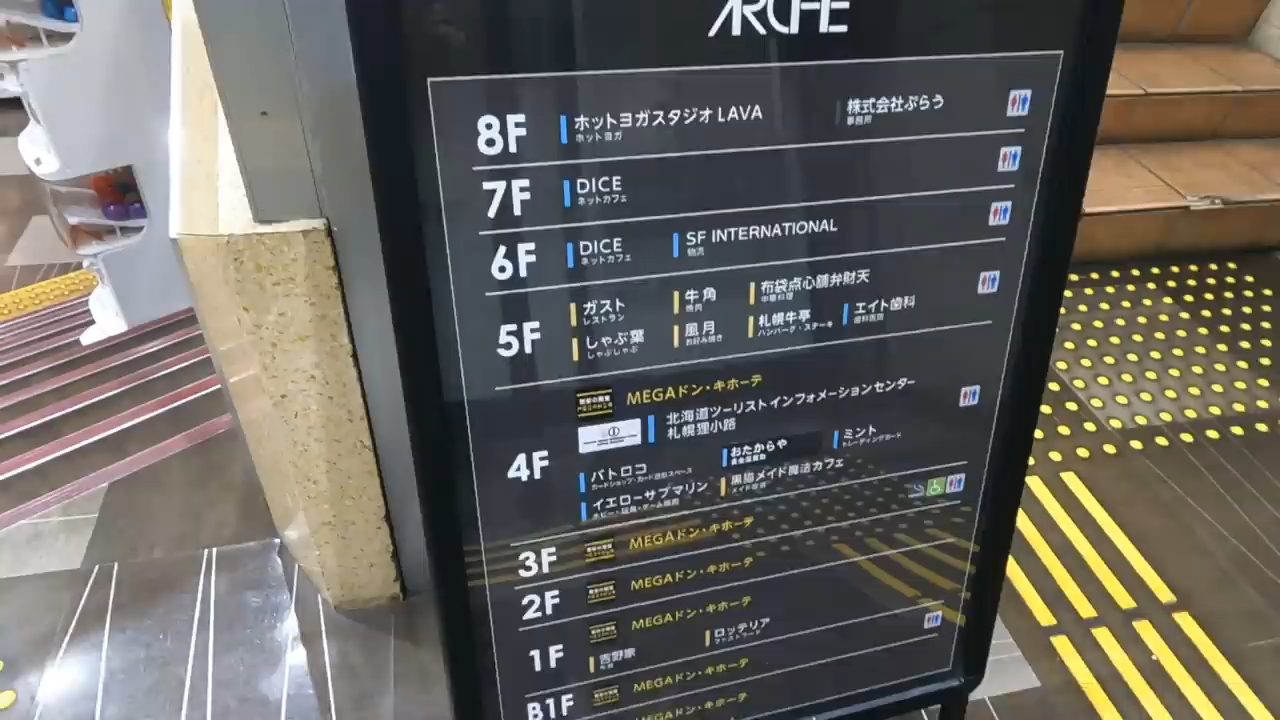 ARCHE
8F
ホットヨガスタジオ LAVA
ホットヨガ
株式会社ぷらう
事務所
7F
DICE
ネットカフェ
6F
DICE
ネットカフェ
SF INTERNATIONAL
物流
5F
ガスト
レストラン
牛角
焼肉
布袋点心舗弁財天
中華料理
しゃぶ葉
しゃぶしゃぶ
風月
お好み焼き
札幌牛亭
ハンバーグ・ステーキ
エイト歯科
歯科医院
4F
MEGAドン・キホーテ
北海道ツーリストインフォメーションセンター
札幌狸小路
バトロコ
カードショップ・カード対戦スペース
おたからや
貴金属買取
ミント
トレーディングカード
イエローサブマリン
黒猫メイド魔法カフェ
メイド喫茶
3F
MEGAドン・キホーテ
2F
MEGAドン・キホーテ
1F
MEGAドン・キホーテ
吉野家
牛丼
ロッテリア
ファストフード
B1F
MEGAドン・キホーテ
MEGAドン・キホーテ